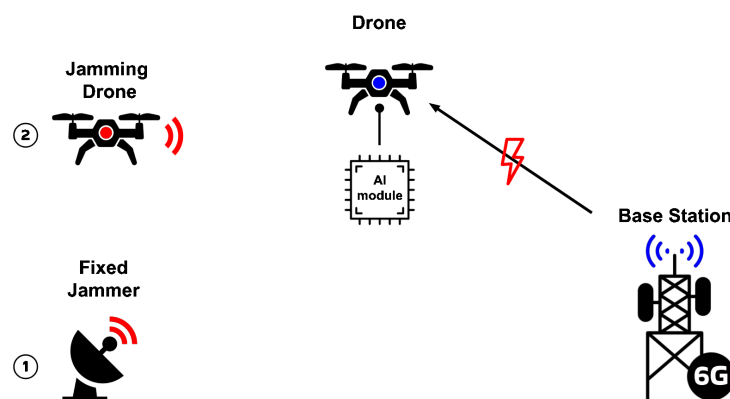 Drone
Jamming
Drone
2
AI
module
Base Station
Fixed
Jammer
1
6G